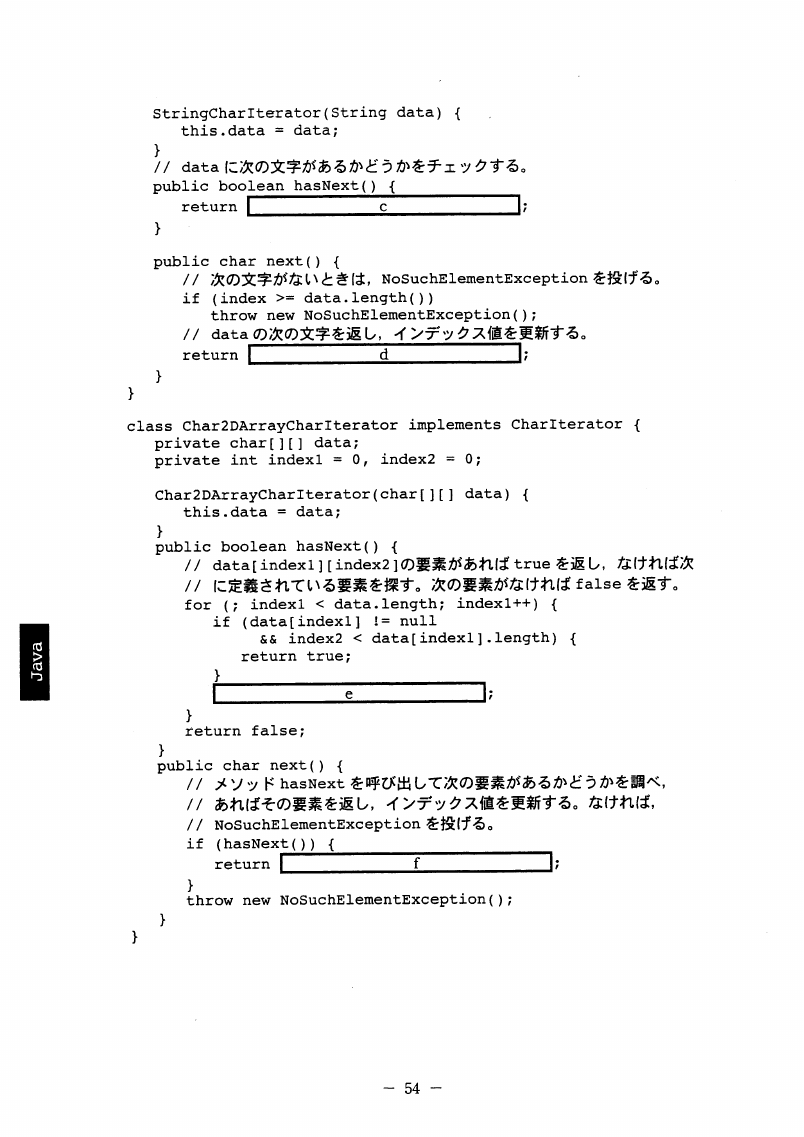 StringCharIterator(String data) {
this.data = data;
}
// data に次の文字があるかどうかをチェックする。
public boolean hasNext() {
return c ;
}
public char next() {
// 次の文字がないときは，NoSuchElementException を投げる。
if (index >= data.length())
throw new NoSuchElementException();
// data の次の文字を返し，インデックス値を更新する。
return d ;
}
}
class Char2DArrayCharIterator implements CharIterator {
private char[][] data;
private int index1 = 0, index2 = 0;
Char2DArrayCharIterator(char[][] data) {
this.data = data;
}
public boolean hasNext() {
// data[index1][index2]の要素があれば true を返し，なければ次
// に定義されている要素を探す。次の要素がなければ false を返す。
for (; index1 < data.length; index1++) {
if (data[index1] != null
&& index2 < data[index1].length) {
return true;
}
e ;
}
return false;
}
public char next() {
// メソッド hasNext を呼び出して次の要素があるかどうかを調べ，
// あればその要素を返し，インデックス値を更新する。なければ，
// NoSuchElementException を投げる。
if (hasNext()) {
return f ;
}
throw new NoSuchElementException();
}
}
Java
− 54 −